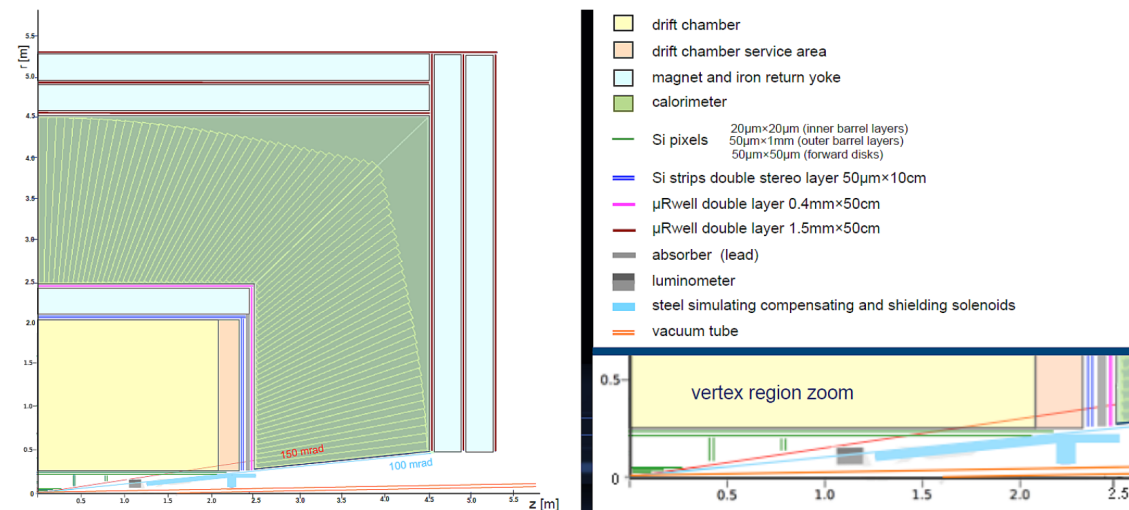 r [m]
5.5
5.0
4.5
4.0
3.5
3.0
2.5
2.0
1.5
1.0
0.5
0
150 mrad
100 mrad
0.5 1.0 1.5 2.0 2.5 3.0 3.5 4.0 4.5 5.0 5.5
z [m]
drift chamber
drift chamber service area
magnet and iron return yoke
calorimeter
Si pixels
20μm×20μm (inner barrel layers)
50μm×1mm (outer barrel layers)
50μm×50μm (forward disks)
Si strips double stereo layer 50μm×10cm
μRwell double layer 0.4mm×50cm
μRwell double layer 1.5mm×50cm
absorber (lead)
luminometer
steel simulating compensating and shielding solenoids
vacuum tube
vertex region zoom
0.5
0
0.5 1.0 1.5 2.0 2.5